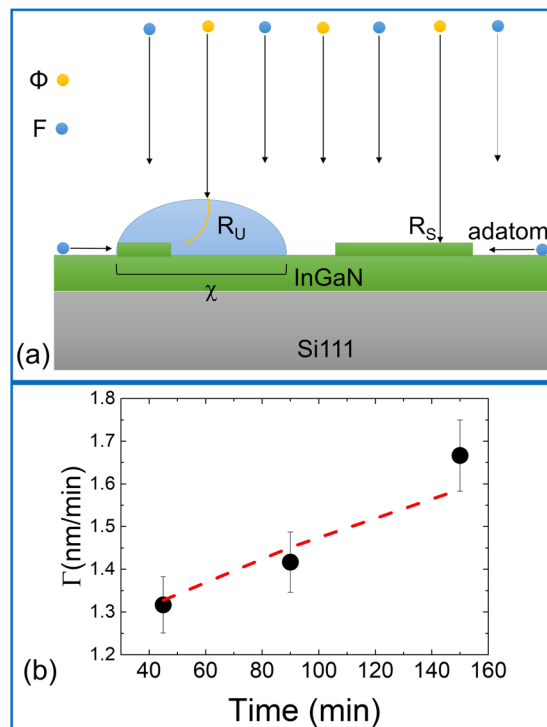 Φ
F
R_U
R_S
adatom
χ
InGaN
Si111
(a)
1.8
1.7
1.6
1.5
1.4
1.3
1.2
Γ(nm/min)
40 60 80 100 120 140 160
Time (min)
(b)